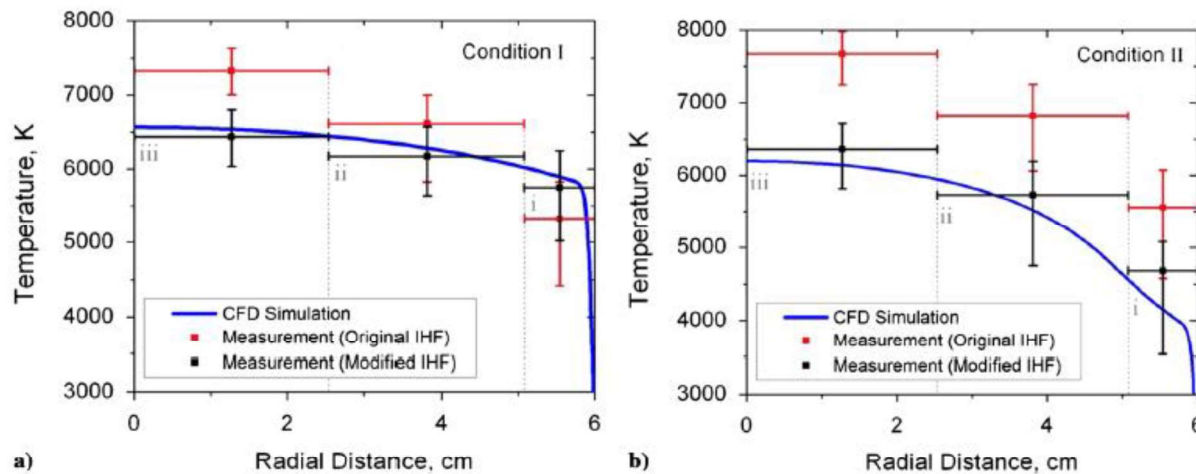 8000
7000
6000
5000
4000
3000
Temperature, K
Condition I
iii
ii
i
CFD Simulation
Measurement (Original IHF)
Measurement (Modified IHF)
0
2
4
6
Radial Distance, cm
a)
8000
7000
6000
5000
4000
3000
Temperature, K
Condition II
iii
ii
i
CFD Simulation
Measurement (Original IHF)
Measurement (Modified IHF)
0
2
4
6
Radial Distance, cm
b)